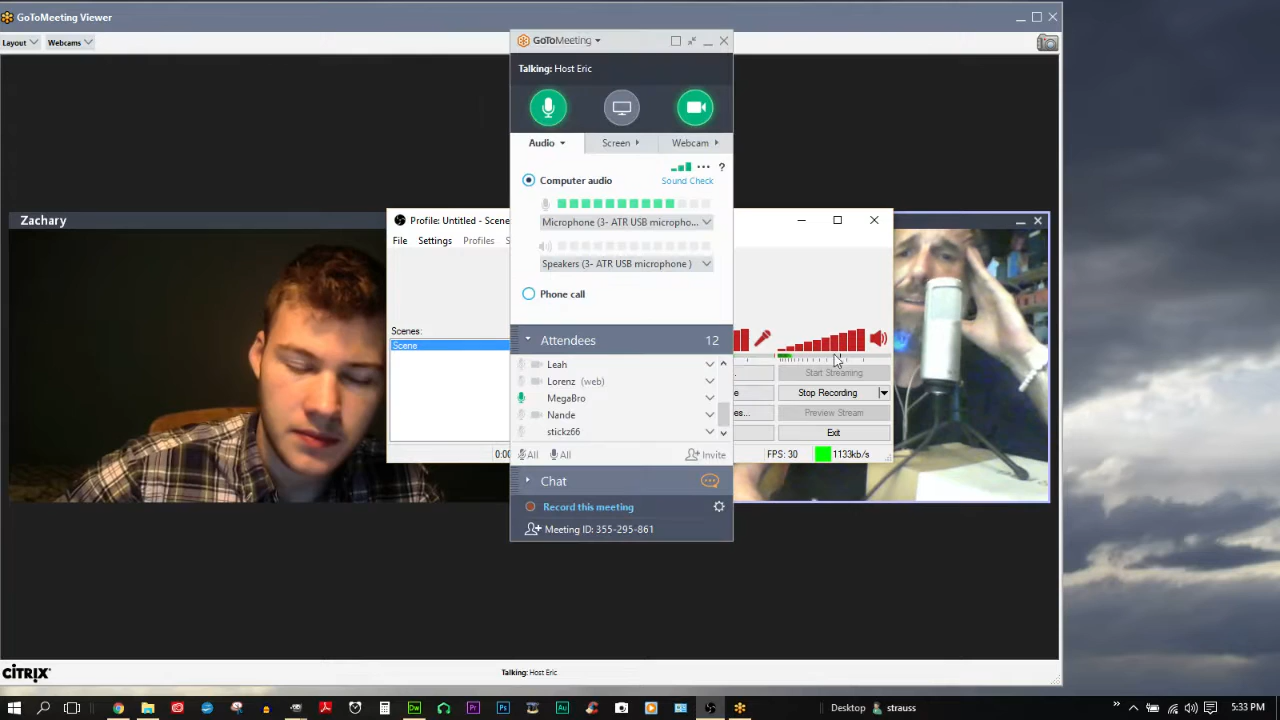 GoToMeeting Viewer
Layout
Webcams
GoToMeeting
Talking: Host Eric
Audio
Screen
Webcam
Computer audio
Sound Check
Microphone (3- ATR USB micropho...
Speakers (3- ATR USB microphone )
Phone call
Attendees 12
Leah
Lorenz (web)
MegaBro
Nande
stickz66
All
All
Invite
Chat
Record this meeting
Meeting ID: 355-295-861
Zachary
Profile: Untitled - Scene
File Settings Profiles S
Scenes:
Scene
Start Streaming
Stop Recording
Preview Stream
Exit
0:00
FPS: 30
1133kb/s
CITRIX
Talking: Host Eric
Desktop
strauss
5:33 PM